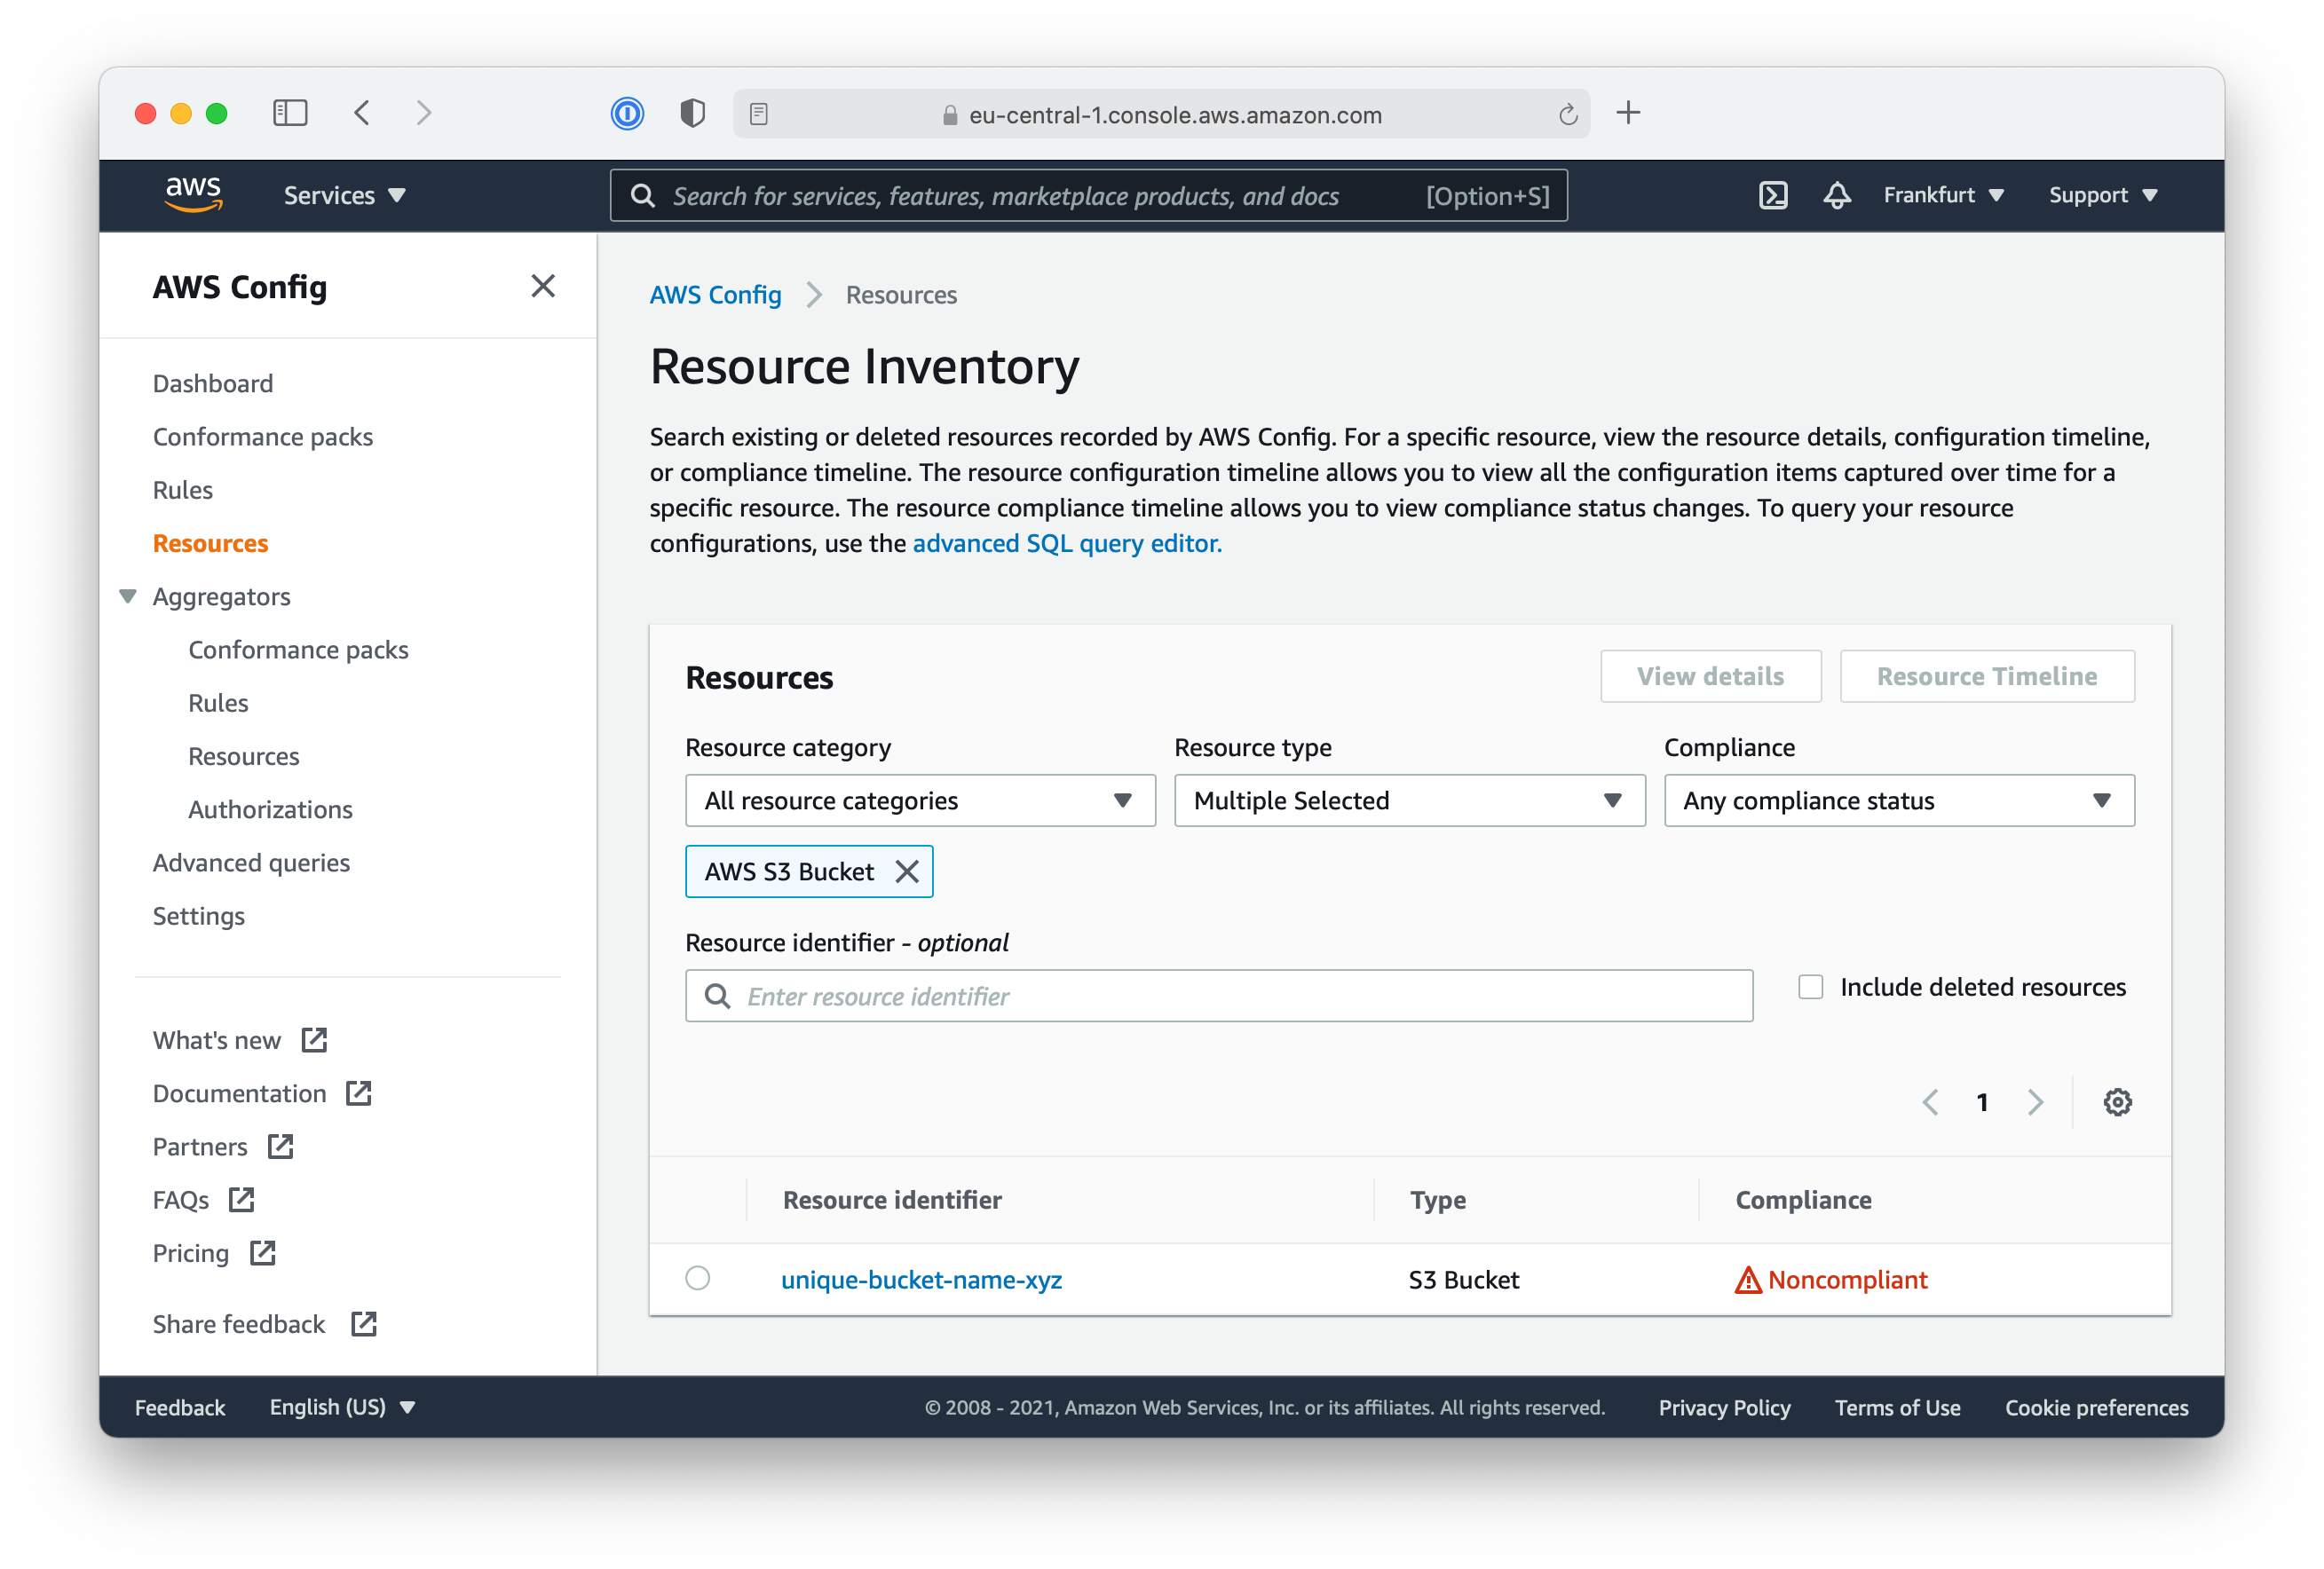 eu-central-1.console.aws.amazon.com
aws
Services
Search for services, features, marketplace products, and docs
[Option+S]
Frankfurt
Support
AWS Config
Dashboard
Conformance packs
Rules
Resources
Aggregators
Conformance packs
Rules
Resources
Authorizations
Advanced queries
Settings
What's new
Documentation
Partners
FAQs
Pricing
Share feedback
AWS Config
Resources
Resource Inventory
Search existing or deleted resources recorded by AWS Config. For a specific resource, view the resource details, configuration timeline,
or compliance timeline. The resource configuration timeline allows you to view all the configuration items captured over time for a
specific resource. The resource compliance timeline allows you to view compliance status changes. To query your resource
configurations, use the advanced SQL query editor.
Resources
View details
Resource Timeline
Resource category
Resource type
Compliance
All resource categories
Multiple Selected
Any compliance status
AWS S3 Bucket
Resource identifier - optional
Enter resource identifier
Include deleted resources
1
Resource identifier
Type
Compliance
unique-bucket-name-xyz
S3 Bucket
Noncompliant
Feedback
English (US)
© 2008 - 2021, Amazon Web Services, Inc. or its affiliates. All rights reserved.
Privacy Policy
Terms of Use
Cookie preferences